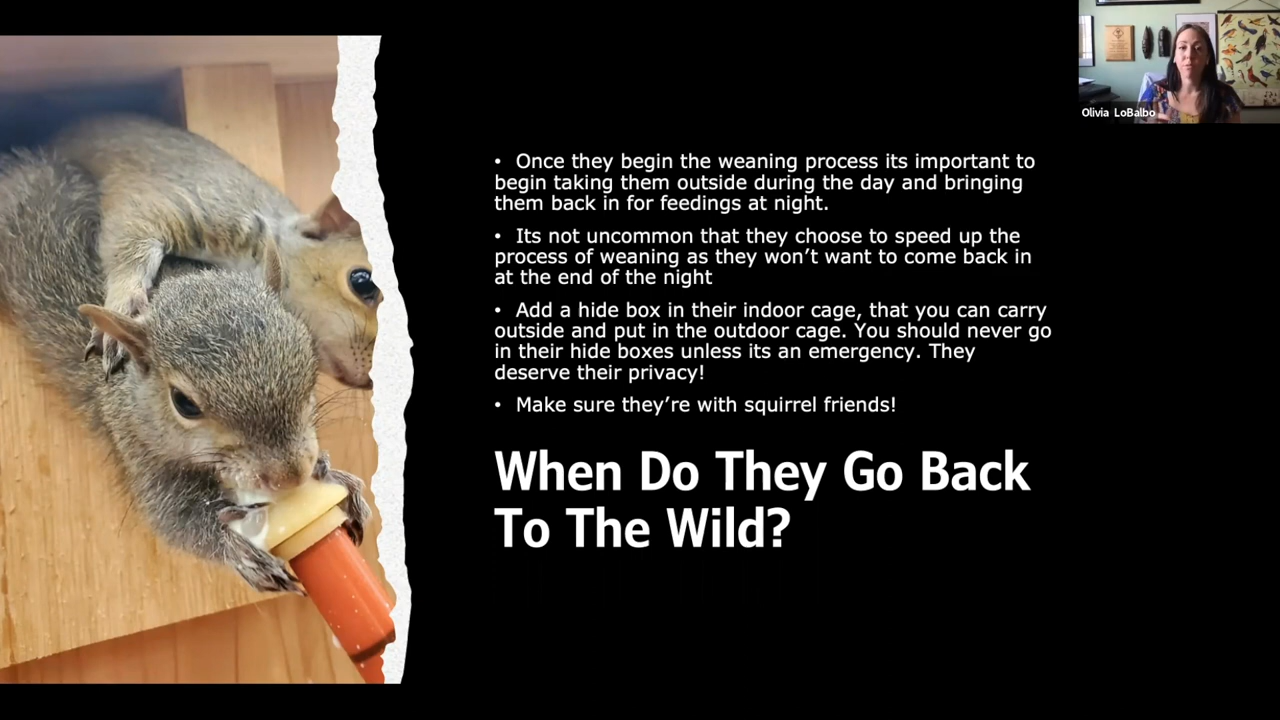 Olivia LoBalbo
• Once they begin the weaning process its important to
begin taking them outside during the day and bringing
them back in for feedings at night.
• Its not uncommon that they choose to speed up the
process of weaning as they won’t want to come back in
at the end of the night
• Add a hide box in their indoor cage, that you can carry
outside and put in the outdoor cage. You should never go
in their hide boxes unless its an emergency. They
deserve their privacy!
• Make sure they’re with squirrel friends!
When Do They Go Back
To The Wild?